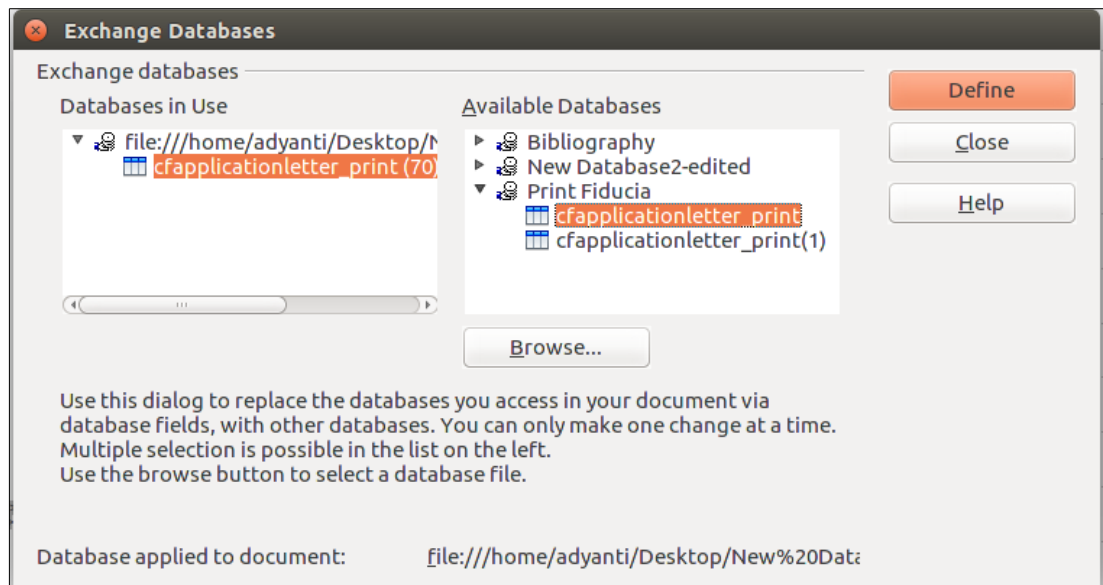 Exchange Databases
Exchange databases
Databases in Use
file:///home/adyanti/Desktop/N
cfapplicationletter_print (70)
Available Databases
Bibliography
New Database2-edited
Print Fiducia
cfapplicationletter_print
cfapplicationletter_print(1)
Define
Close
Help
Browse...
Use this dialog to replace the databases you access in your document via
database fields, with other databases. You can only make one change at a time.
Multiple selection is possible in the list on the left.
Use the browse button to select a database file.
Database applied to document: file:///home/adyanti/Desktop/New%20Data